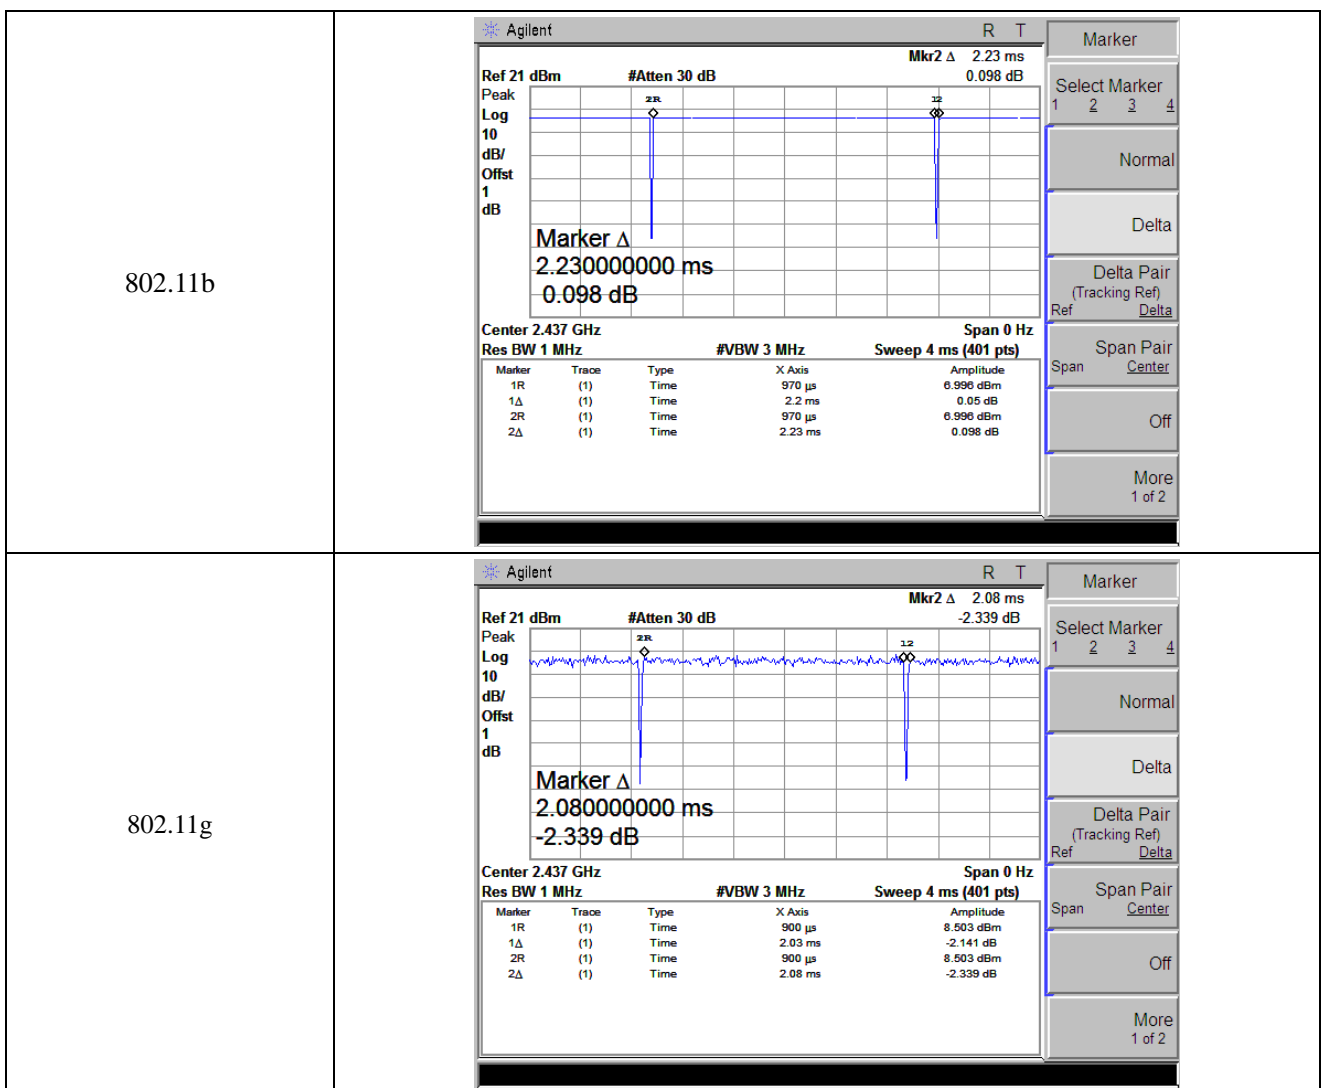 802.11b
Agilent R T
Mkr2 Δ 2.23 ms
Ref 21 dBm #Atten 30 dB 0.098 dB
Peak
Log
10
dB/
Offst
1
dB
2R 12
Marker Δ
2.230000000 ms
0.098 dB
Center 2.437 GHz Span 0 Hz
Res BW 1 MHz #VBW 3 MHz Sweep 4 ms (401 pts)
Marker Trace Type X Axis Amplitude
1R (1) Time 970 µs 6.996 dBm
1Δ (1) Time 2.2 ms 0.05 dB
2R (1) Time 970 µs 6.996 dBm
2Δ (1) Time 2.23 ms 0.098 dB
Marker
Select Marker
1 2 3 4
Normal
Delta
Delta Pair
(Tracking Ref)
Ref Delta
Span Pair
Span Center
Off
More
1 of 2
802.11g
Agilent R T
Mkr2 Δ 2.08 ms
Ref 21 dBm #Atten 30 dB -2.339 dB
Peak
Log
10
dB/
Offst
1
dB
2R 12
Marker Δ
2.080000000 ms
-2.339 dB
Center 2.437 GHz Span 0 Hz
Res BW 1 MHz #VBW 3 MHz Sweep 4 ms (401 pts)
Marker Trace Type X Axis Amplitude
1R (1) Time 900 µs 8.503 dBm
1Δ (1) Time 2.03 ms -2.141 dB
2R (1) Time 900 µs 8.503 dBm
2Δ (1) Time 2.08 ms -2.339 dB
Marker
Select Marker
1 2 3 4
Normal
Delta
Delta Pair
(Tracking Ref)
Ref Delta
Span Pair
Span Center
Off
More
1 of 2